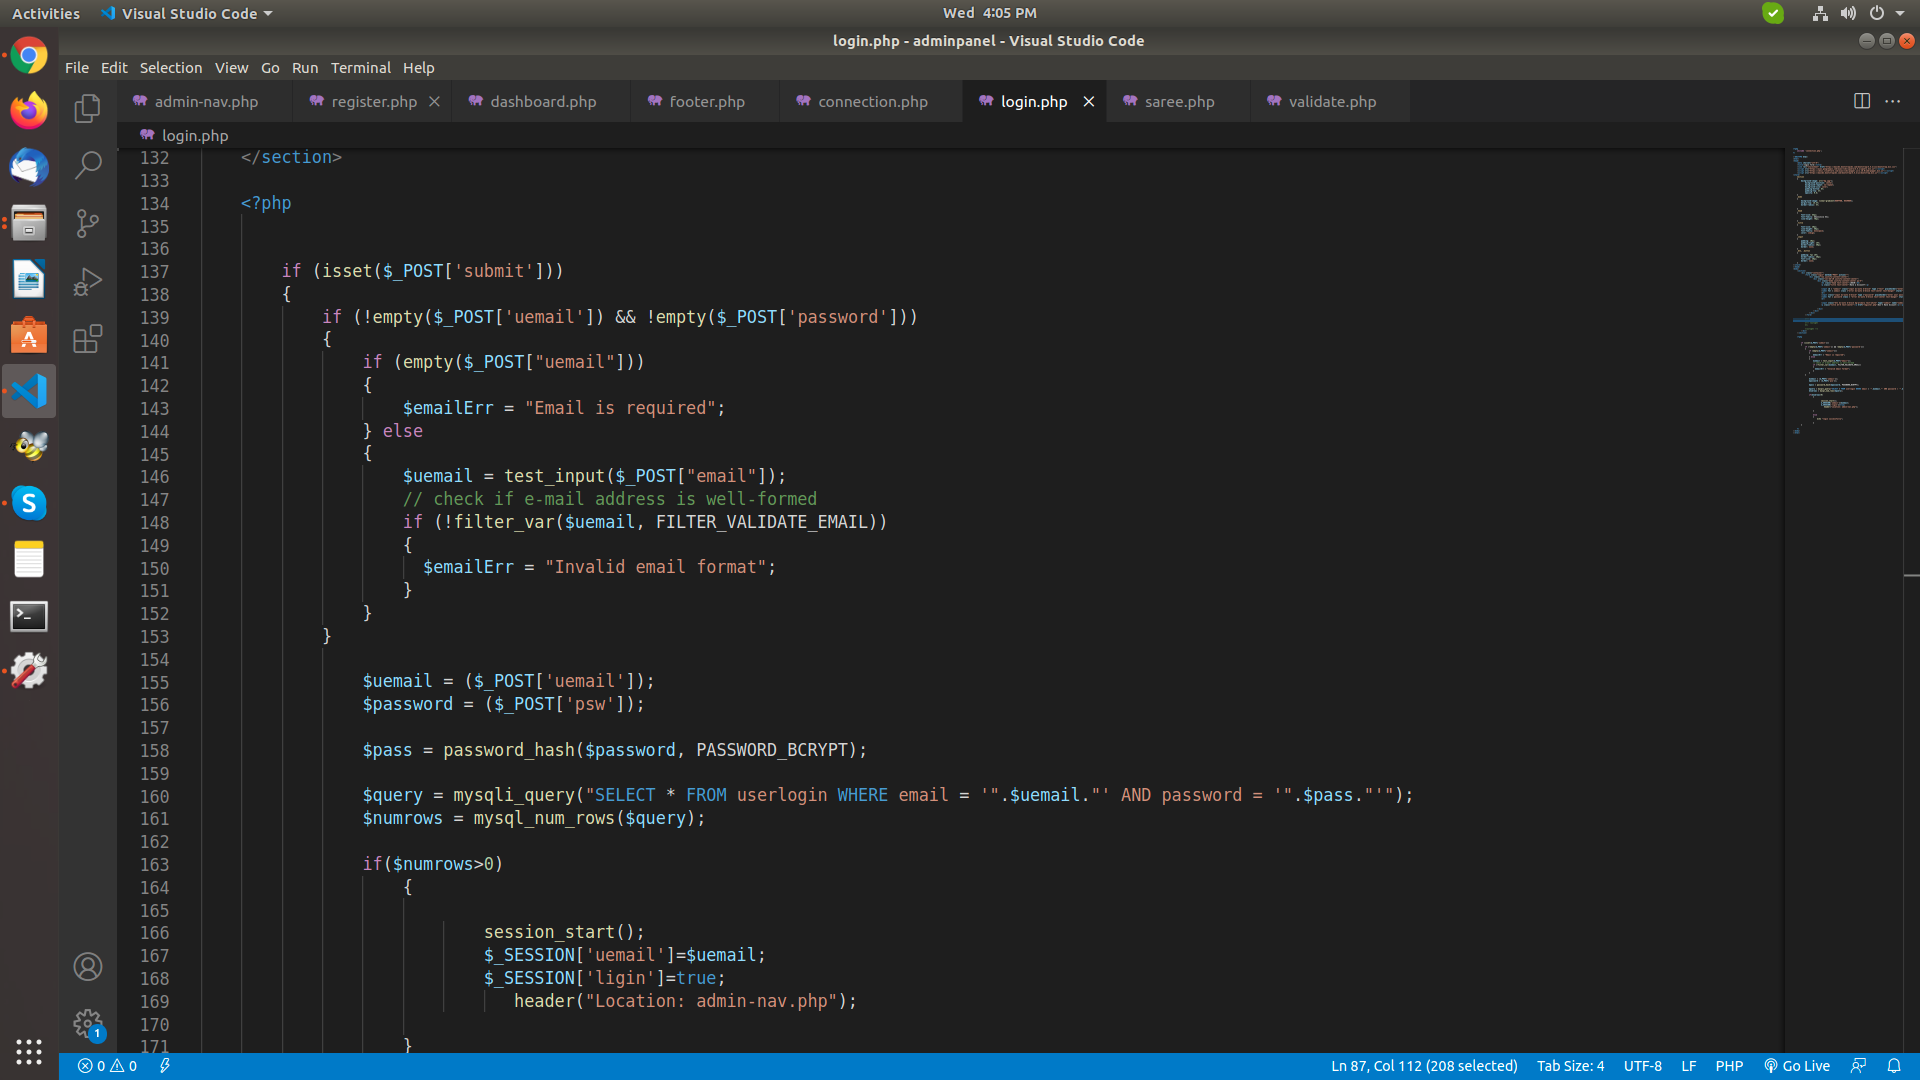 Activities Visual Studio Code Wed 4:05 PM
login.php - adminpanel - Visual Studio Code
File Edit Selection View Go Run Terminal Help
admin-nav.php register.php dashboard.php footer.php connection.php login.php saree.php validate.php
login.php
132 </section>
133
134 <?php
135
136
137 if (isset($_POST['submit']))
138 {
139 if (!empty($_POST['uemail']) && !empty($_POST['password']))
140 {
141 if (empty($_POST["uemail"]))
142 {
143 $emailErr = "Email is required";
144 } else
145 {
146 $uemail = test_input($_POST["email"]);
147 // check if e-mail address is well-formed
148 if (!filter_var($uemail, FILTER_VALIDATE_EMAIL))
149 {
150 $emailErr = "Invalid email format";
151 }
152 }
153 }
154
155 $uemail = ($_POST['uemail']);
156 $password = ($_POST['psw']);
157
158 $pass = password_hash($password, PASSWORD_BCRYPT);
159
160 $query = mysqli_query("SELECT * FROM userlogin WHERE email = '".$uemail."' AND password = '".$pass."'");
161 $numrows = mysql_num_rows($query);
162
163 if($numrows>0)
164 {
165
166 session_start();
167 $_SESSION['uemail']=$uemail;
168 $_SESSION['ligin']=true;
169 header("Location: admin-nav.php");
170
171 }
1
0 0 Ln 87, Col 112 (208 selected) Tab Size: 4 UTF-8 LF PHP Go Live